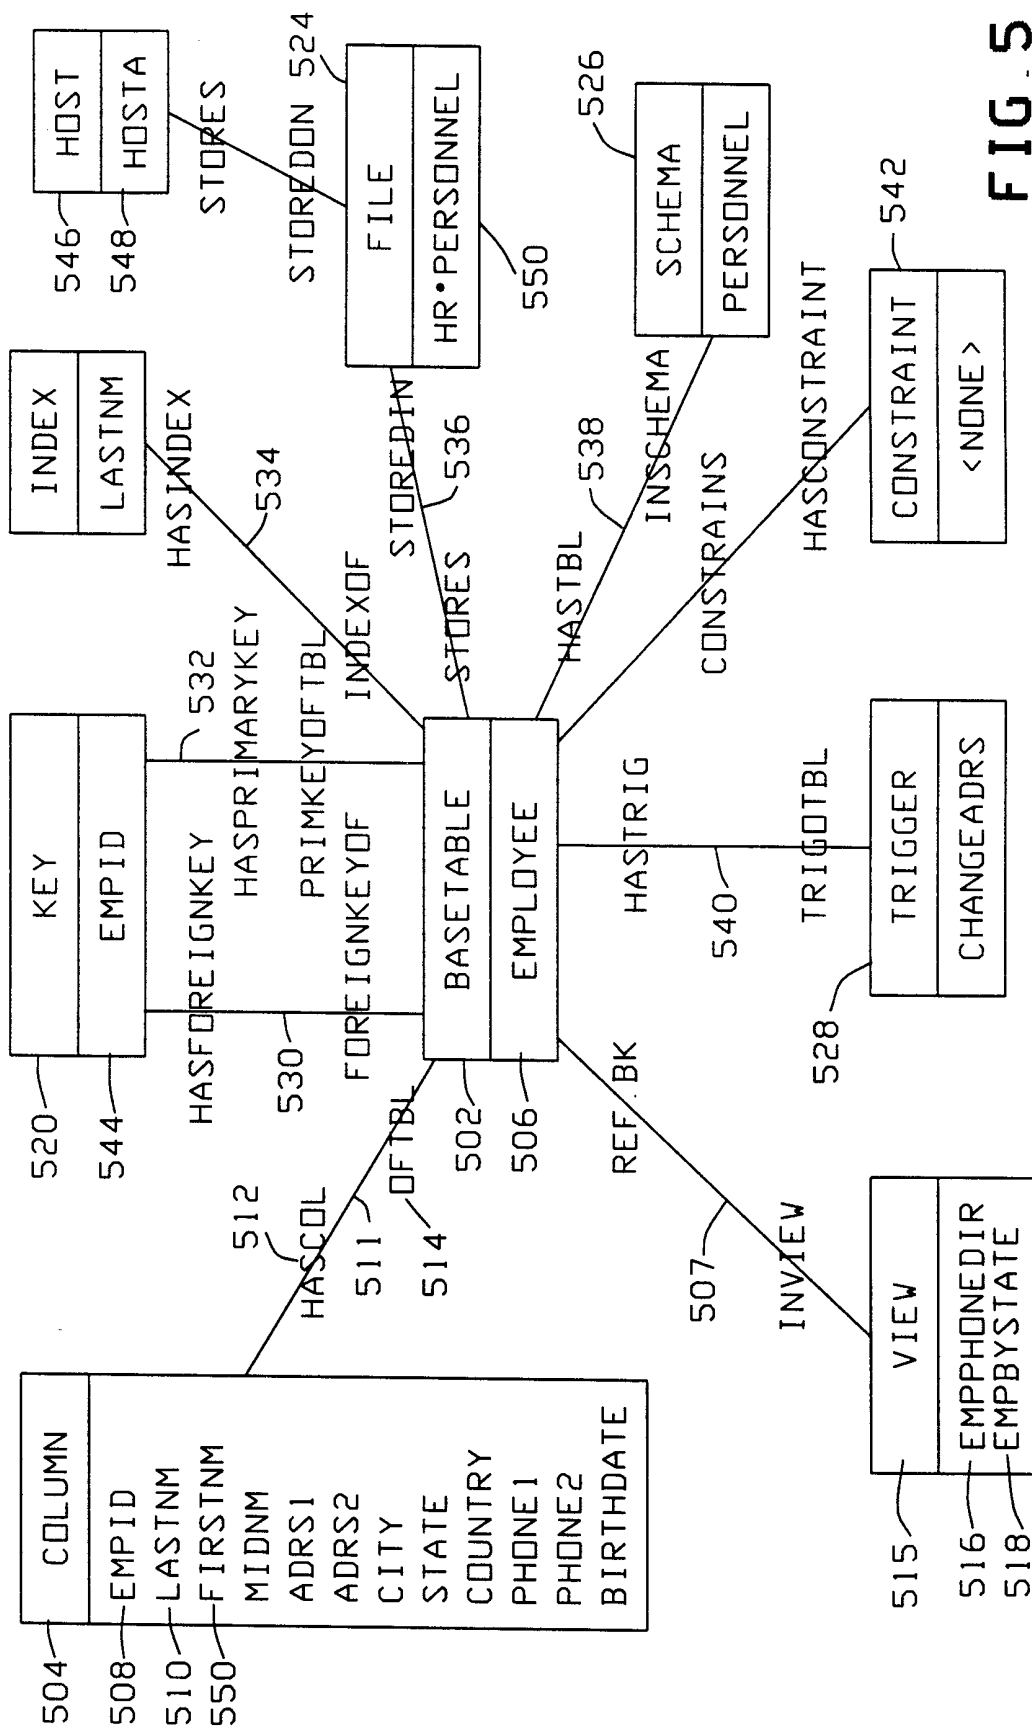 504
COLUMN
508
EMPID
510
LASTNM
550
FIRSTNM
MIDNM
ADRS1
ADRS2
CITY
STATE
COUNTRY
PHONE1
PHONE2
BIRTHDATE
512
HASCOL
511
OFTBL
514
520
KEY
544
EMPID
HASFOREIGNKEY
530
FOREIGNKEYOF
532
HASPRIMARYKEY
PRIMKEYOFTBL
INDEX
LASTNM
HASINDEX
534
INDEXOF
546
HOST
548
HOSTA
STORES
STOREDON
524
FILE
HR•PERSONNEL
550
STOREDIN
536
STORES
502
BASETABLE
506
EMPLOYEE
526
SCHEMA
PERSONNEL
HASTBL
538
INSCHEMA
CONSTRAINS
HASCONSTRAINT
542
CONSTRAINT
<NONE>
HASTRIG
540
TRIGOTBL
528
TRIGGER
CHANGEADRS
REF.BK
507
INVIEW
515
VIEW
516
EMPPHONEDIR
518
EMPBYSTATE
FIG.5